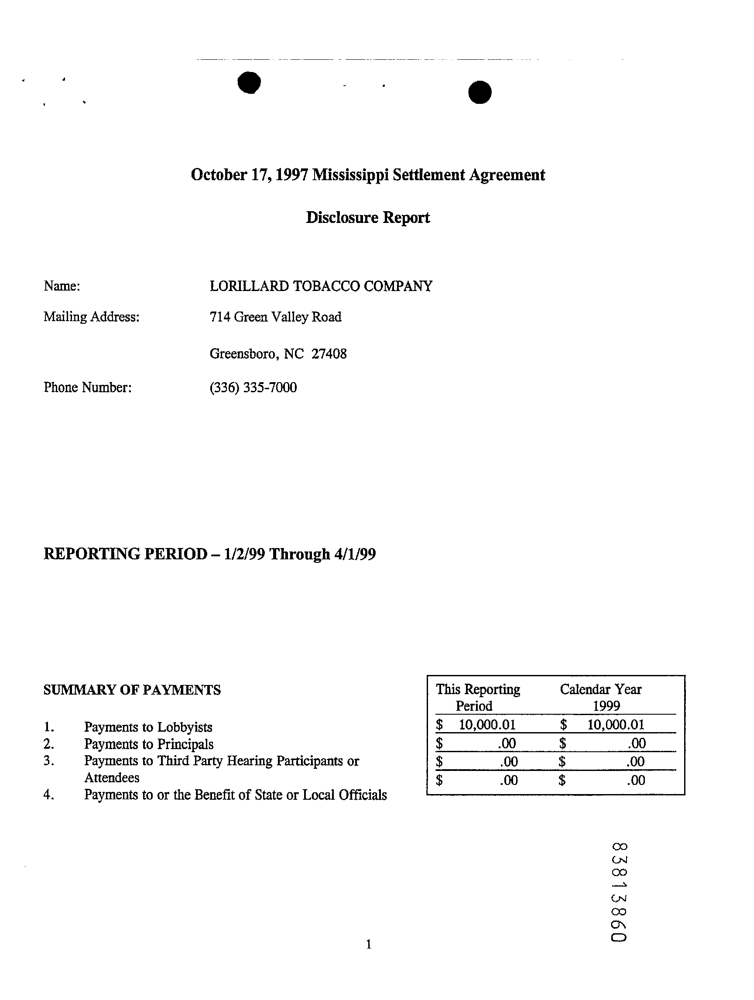 October 17, 1997 Mississippi Settlement Agreement
Disclosure Report
Name: LORILLARD TOBACCO COMPANY
Mailing Address: 714 Green Valley Road
Greensboro, NC 27408
Phone Number: (336) 335-7000
REPORTING PERIOD – 1/2/99 Through 4/1/99
SUMMARY OF PAYMENTS
1. Payments to Lobbyists
2. Payments to Principals
3. Payments to Third Party Hearing Participants or
Attendees
4. Payments to or the Benefit of State or Local Officials
This Reporting Calendar Year
Period 1999
$ 10,000.01 $ 10,000.01
$ .00 $ .00
$ .00 $ .00
$ .00 $ .00
83813860
1